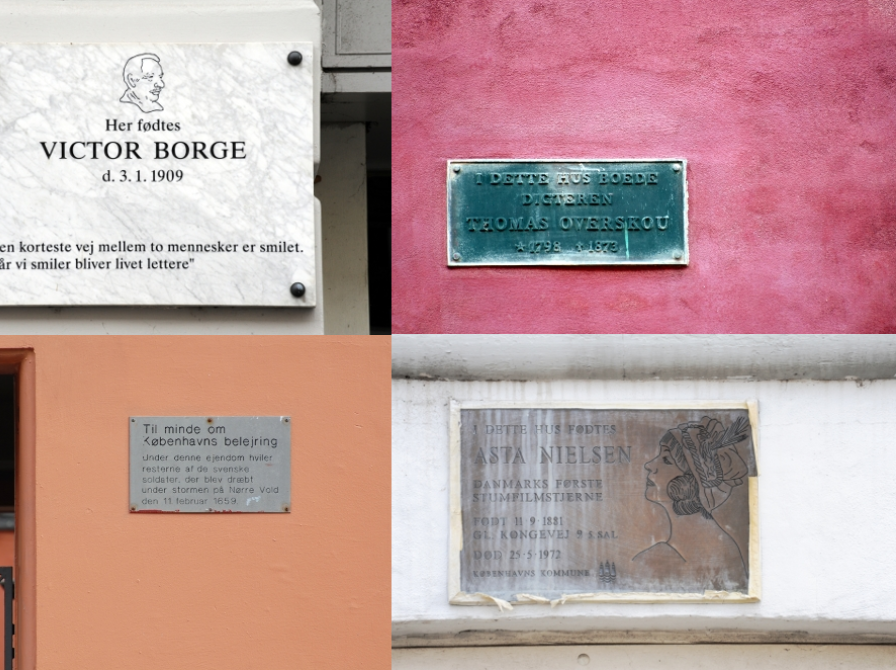 Her fødtes
VICTOR BORGE
d. 3. 1. 1909
en korteste vej mellem to mennesker er smilet.
år vi smiler bliver livet lettere"
I DETTE HUS BOEDE
DIGTEREN
THOMAS OVERSKOU
* 1798 † 1873
Til minde om
Københavns belejring
Under denne ejendom hviler
resterne af de svenske
soldater, der blev dræbt
under stormen på Nørre Vold
den 11 februar 1659.
I DETTE HUS FØDTES
ASTA NIELSEN
DANMARKS FØRSTE
STUMFILMSTJERNE
FØDT 11·9·1881
GL. KONGEVEJ 9 5. SAL
DØD 25·5·1972
KØBENHAVNS KOMMUNE